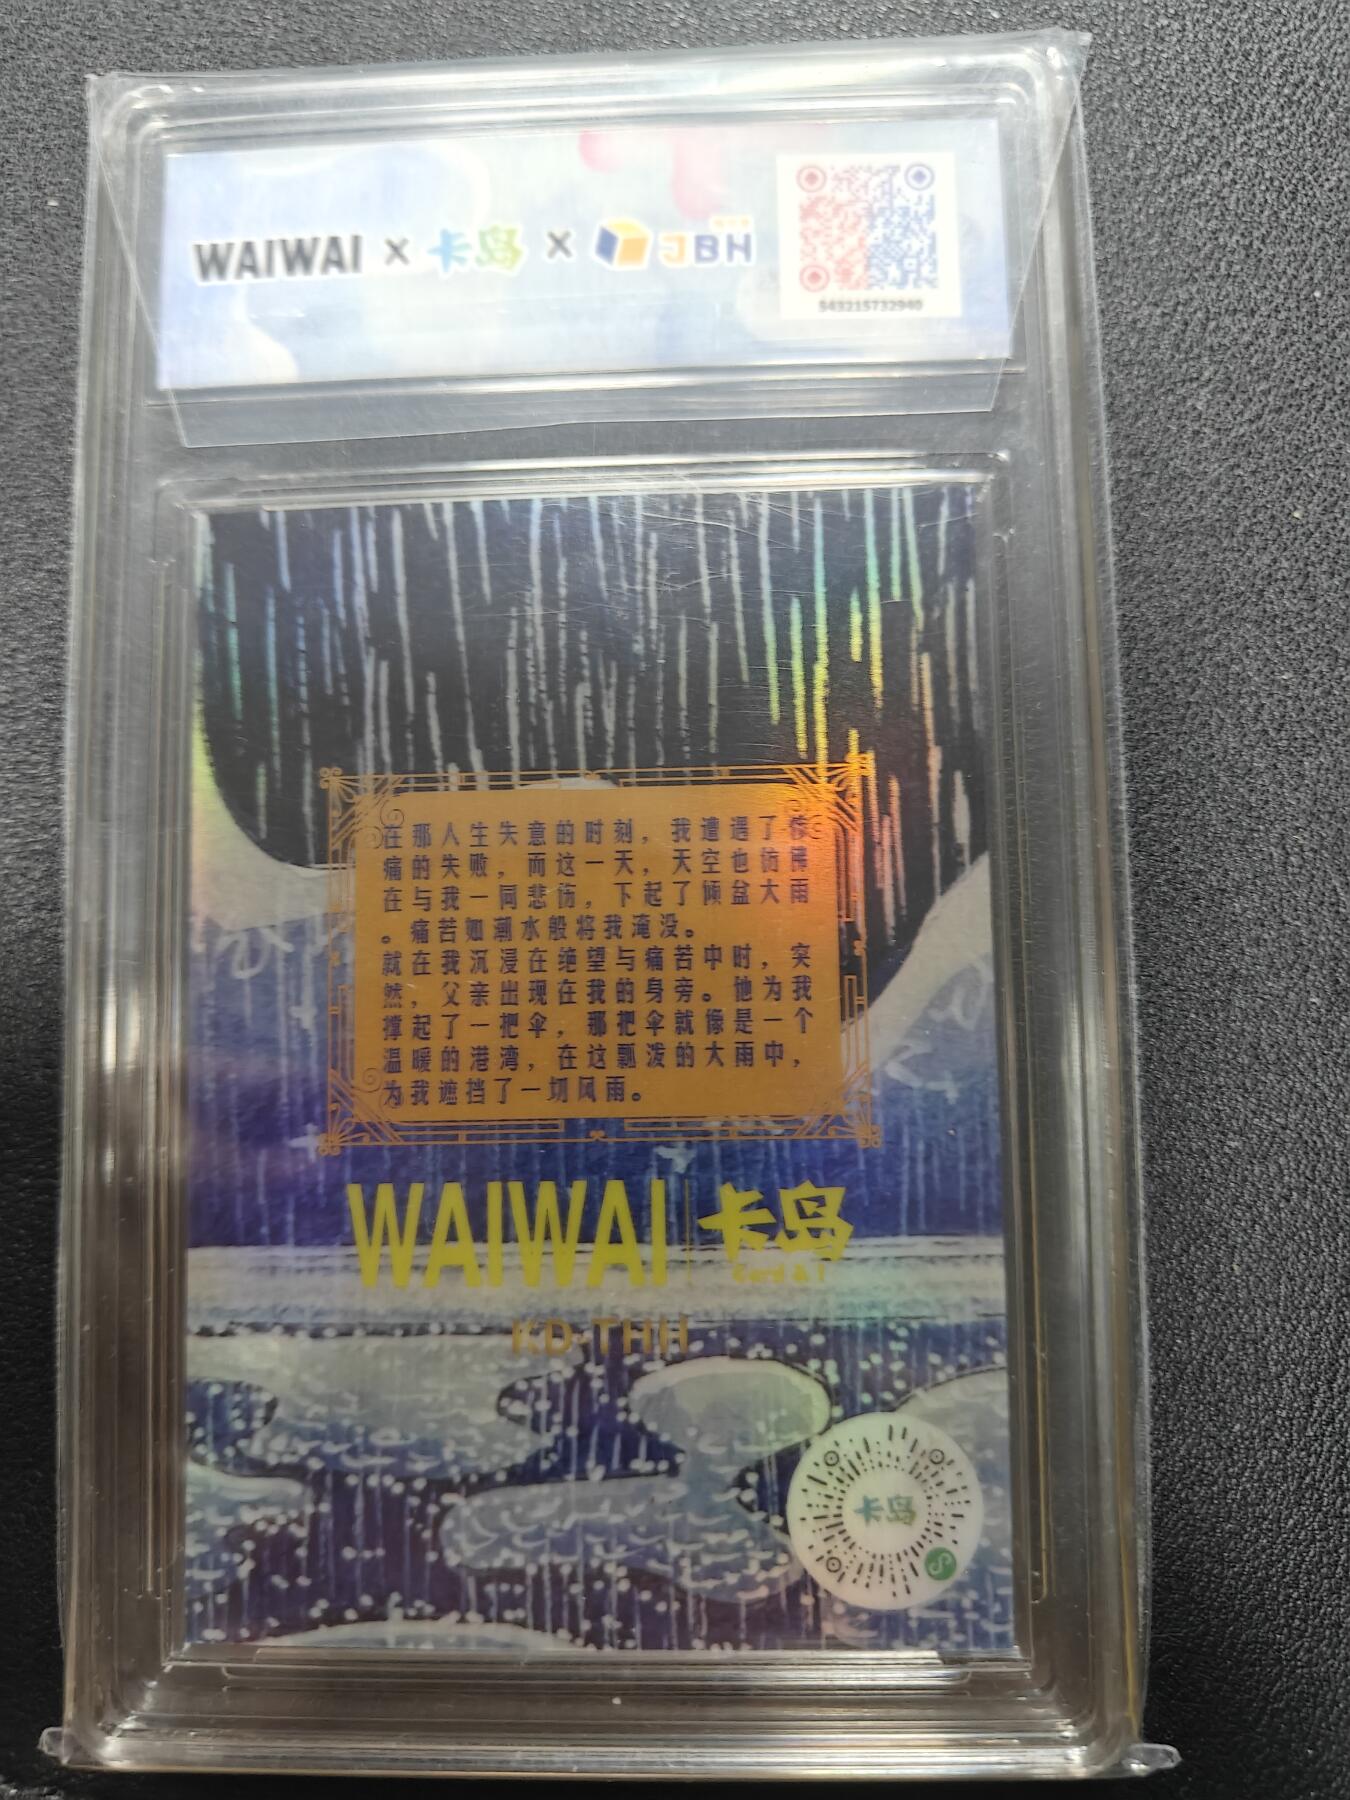 WAIWAI X 卡岛 X JBH
543215732940
在那人生失意的时刻，我遭遇了惨
痛的失败，而这一天，天空也仿佛
在与我一同悲伤，下起了倾盆大雨
。痛苦如潮水般将我淹没。
就在我沉浸在绝望与痛苦中时，突
然，父亲出现在我的身旁。他为我
撑起了一把伞，那把伞就像是一个
温暖的港湾，在这瓢泼的大雨中，
为我遮挡了一切风雨。
WAIWAI 卡岛
KD-THH
卡岛